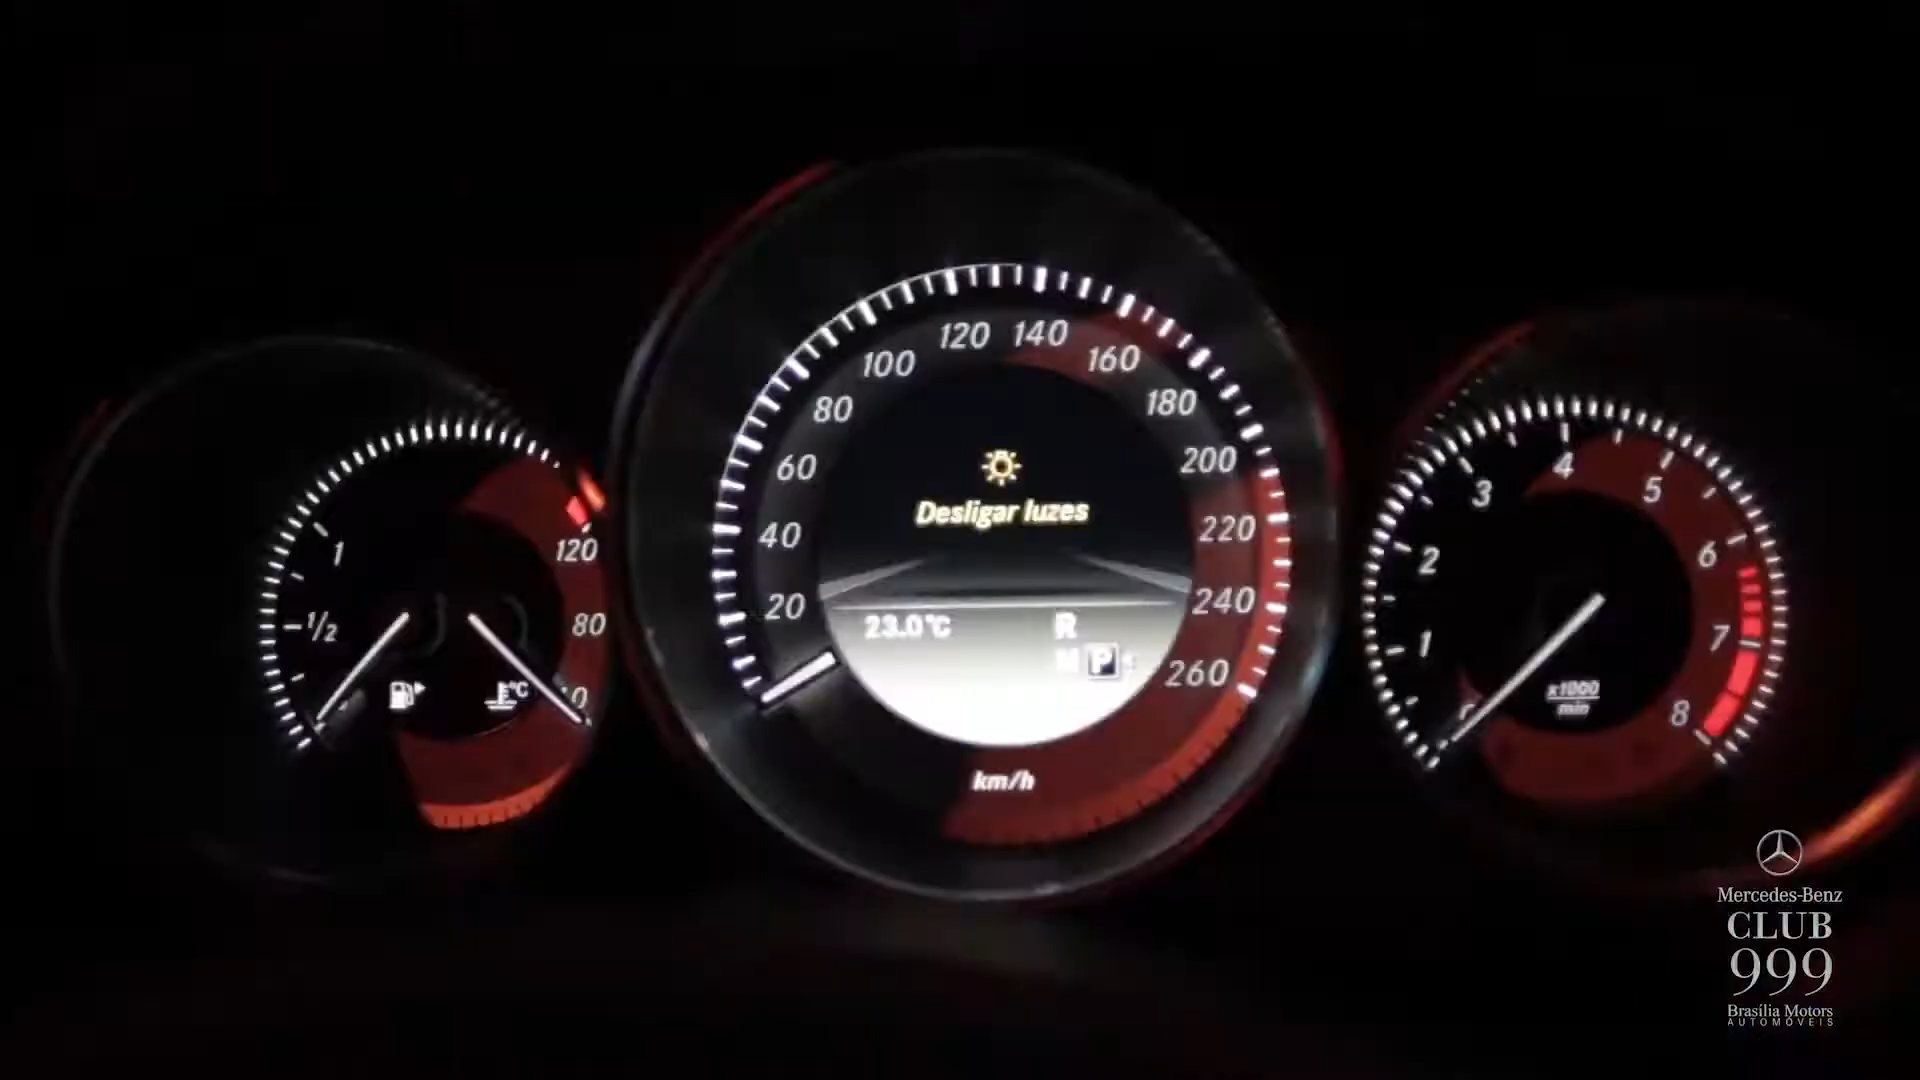 1
1/2
120
80
°C
20
40
60
80
100
120
140
160
180
200
220
240
260
Desligar luzes
23.0°C
R
P
km/h
1
2
3
4
5
6
7
8
x1000
min
Mercedes-Benz
CLUB
999
Brasília Motors
AUTOMÓVEIS